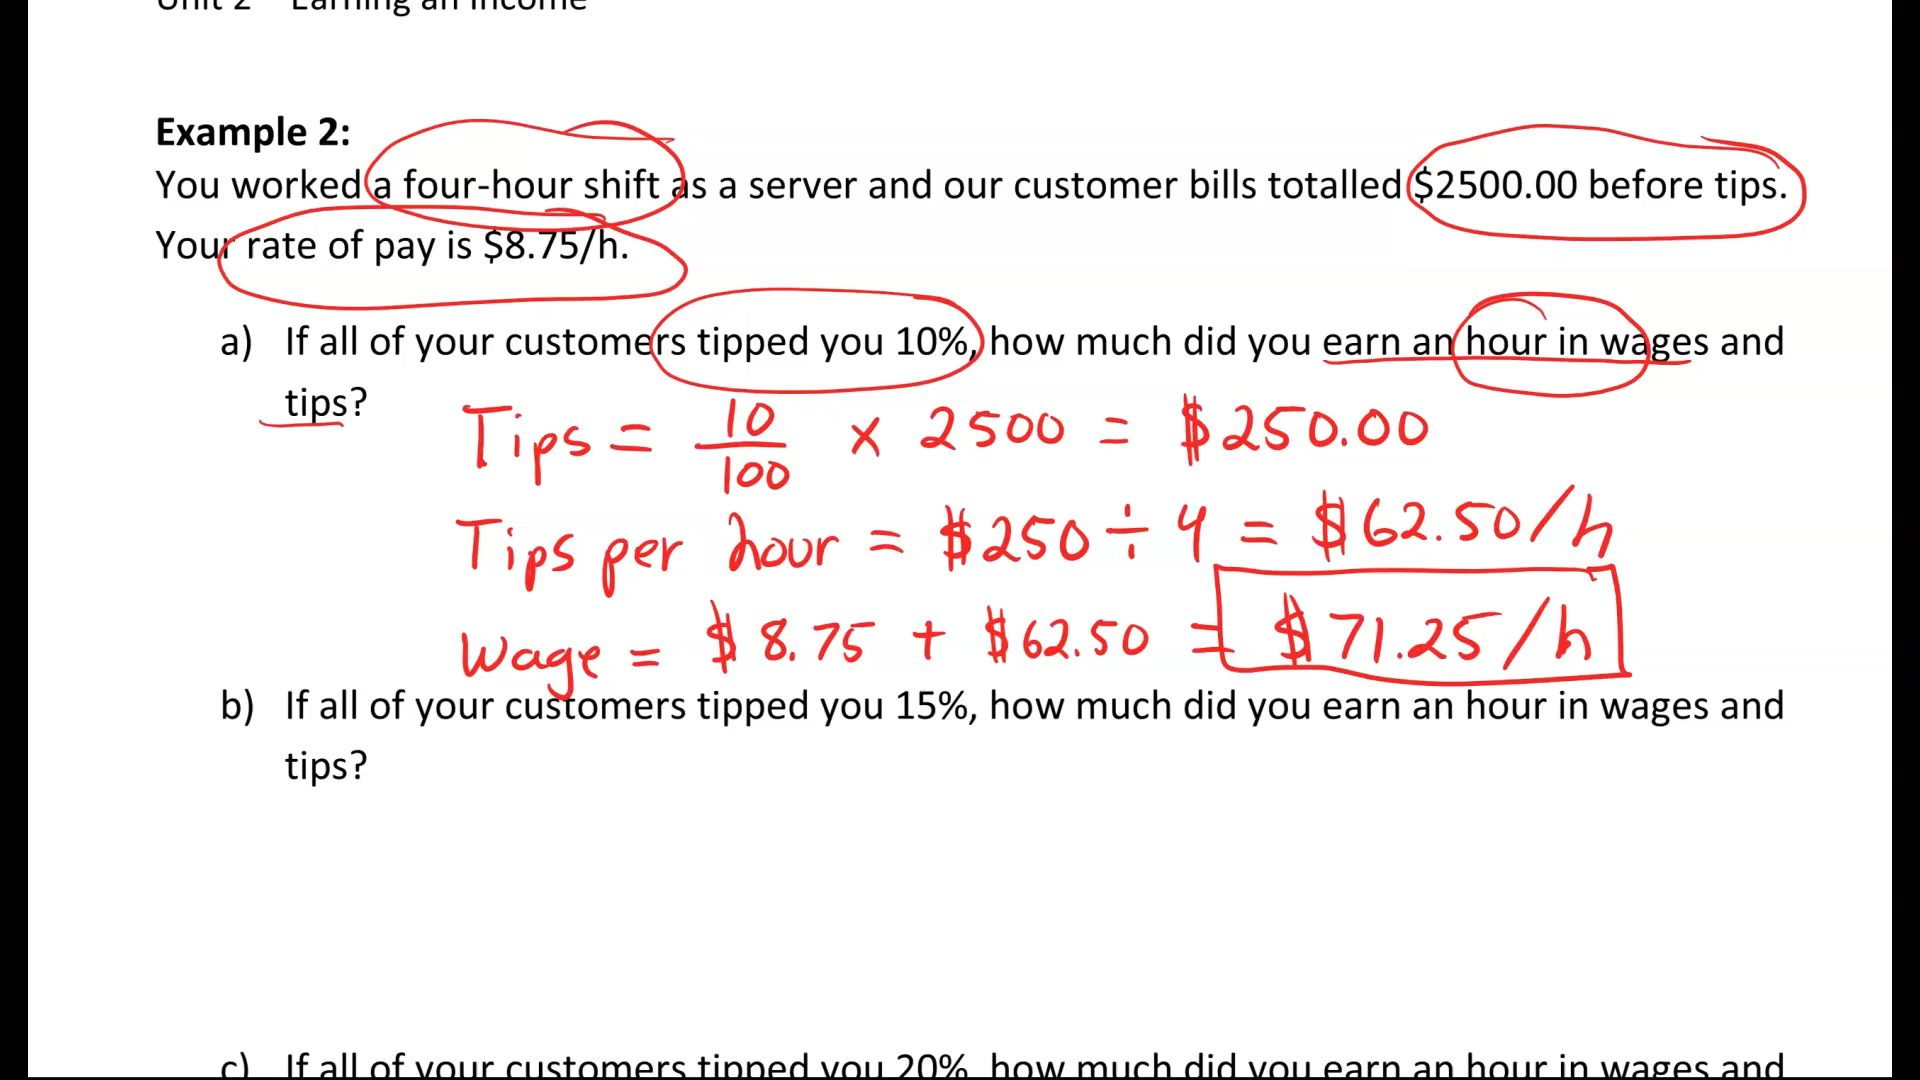 Unit 2 Earning an Income
Example 2:
You worked a four-hour shift as a server and our customer bills totalled $2500.00 before tips.
Your rate of pay is $8.75/h.
a) If all of your customers tipped you 10%, how much did you earn an hour in wages and
tips?
Tips = 10/100 x 2500 = $250.00
Tips per hour = $250 ÷ 4 = $62.50/h
Wage = $8.75 + $62.50 = $71.25/h
b) If all of your customers tipped you 15%, how much did you earn an hour in wages and
tips?
c) If all of your customers tipped you 20%, how much did you earn an hour in wages and